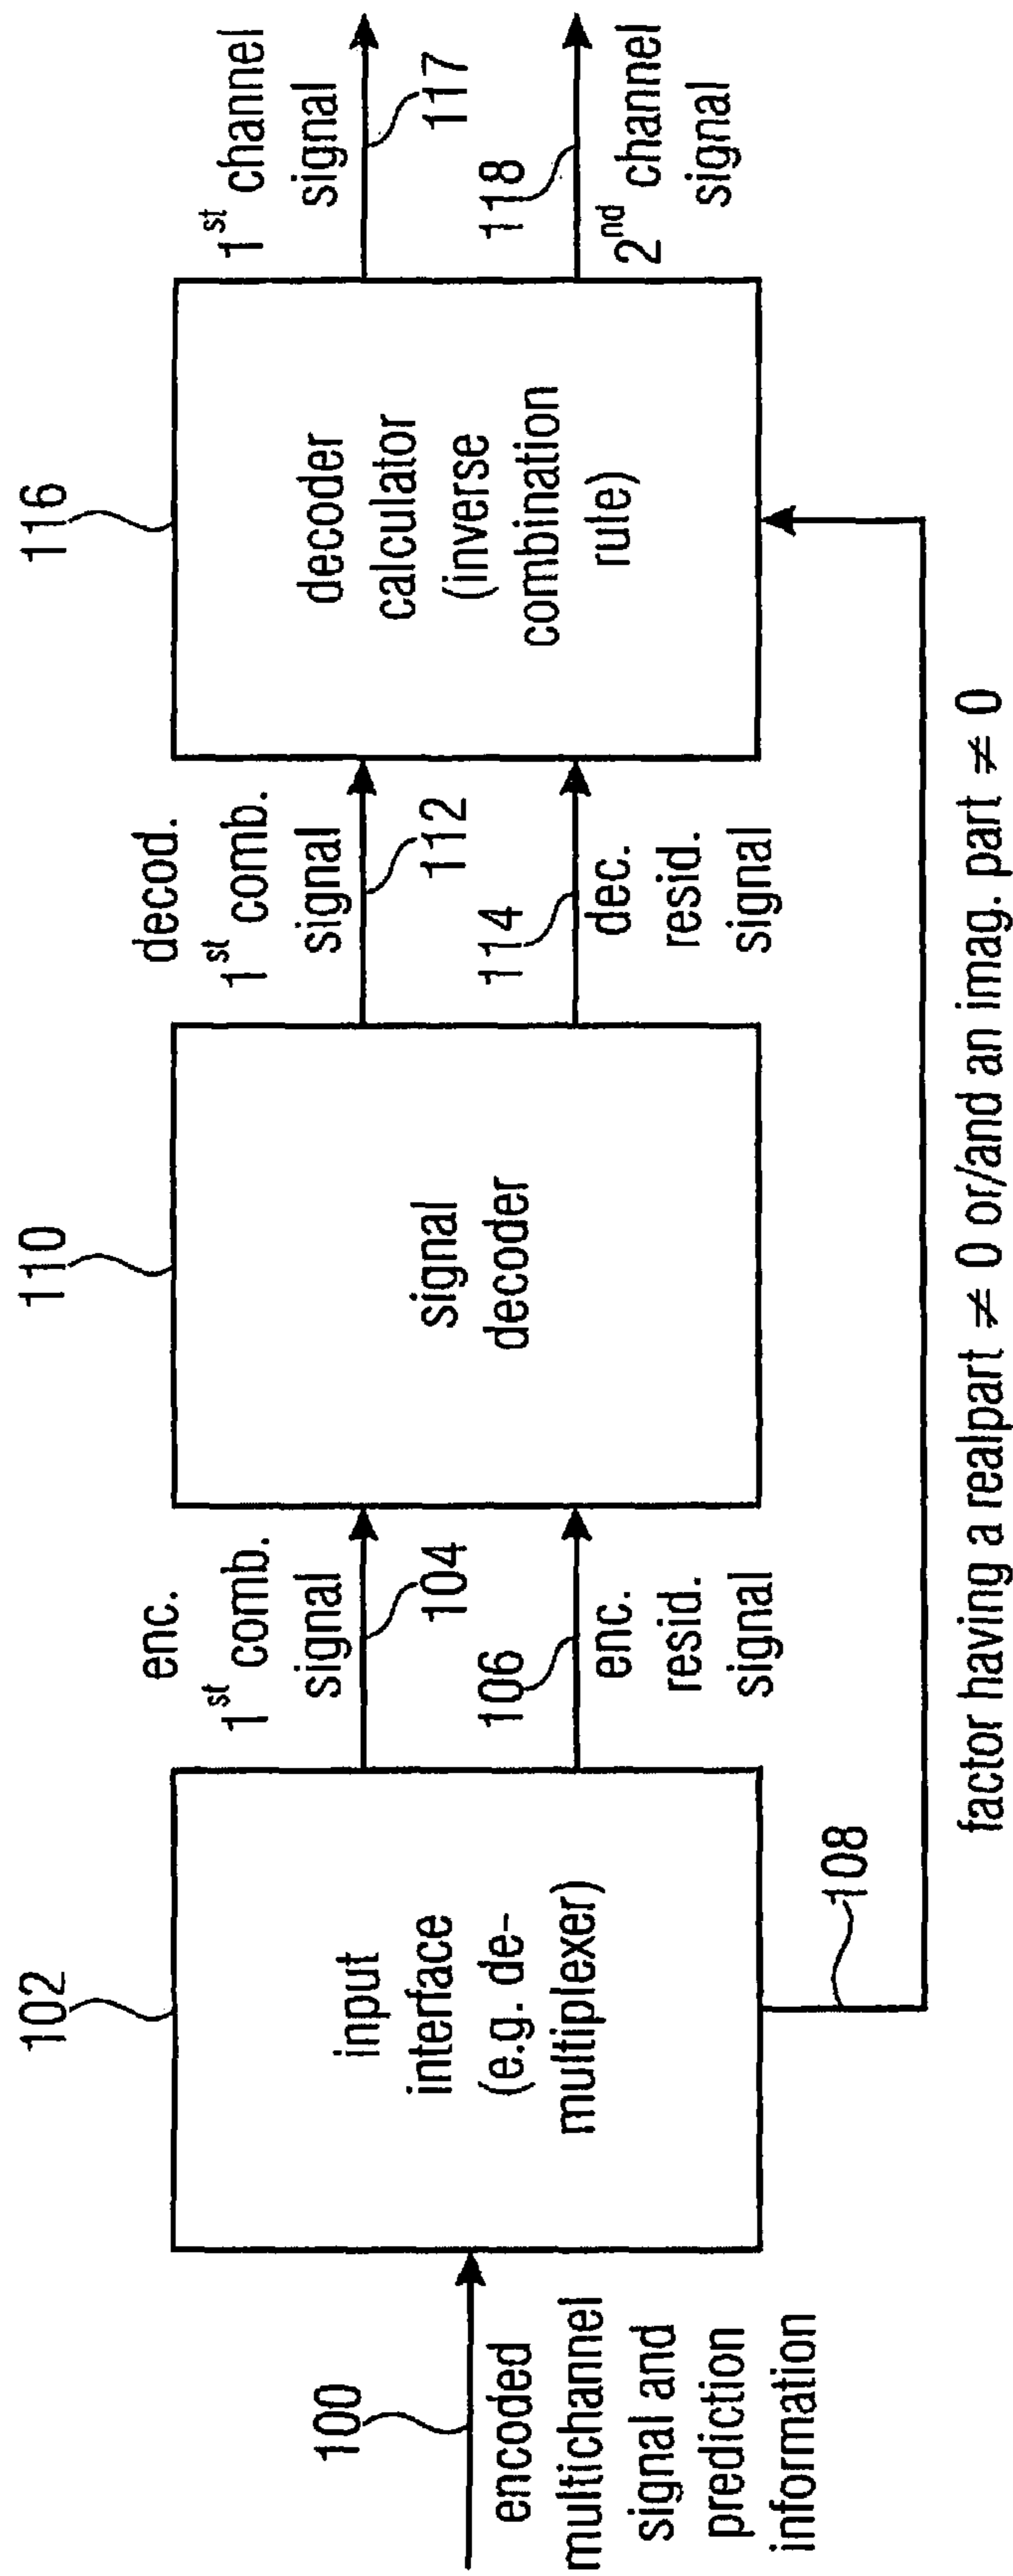 100
encoded
multichannel
signal and
prediction
information
102
input
interface
(e.g. de-
multiplexer)
enc.
1st comb.
signal
104
106
enc.
resid.
signal
108
factor having a realpart ≠ 0 or/and an imag. part ≠ 0
110
signal
decoder
decod.
1st comb.
signal
112
114
dec.
resid.
signal
116
decoder
calculator
(inverse
combination
rule)
1st channel
signal
117
118
2nd channel
signal